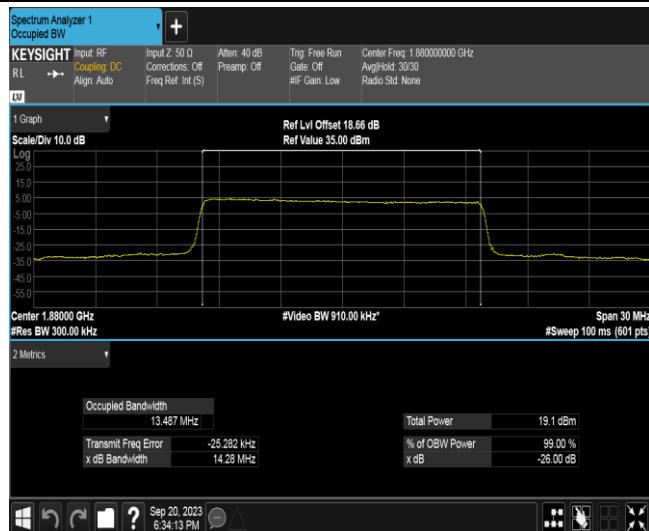 Spectrum Analyzer 1
Occupied BW
+
KEYSIGHT Input: RF Input Z: 50 Ω Atten: 40 dB Trig: Free Run Center Freq: 1.880000000 GHz
RL Coupling: DC Corrections: Off Preamp: Off Gate: Off Avg|Hold: 30/30
Align: Auto Freq Ref: Int (S) #IF Gain: Low Radio Std: None
1 Graph
Ref Lvl Offset 18.66 dB
Scale/Div 10.0 dB Ref Value 35.00 dBm
Log
25.0
15.0
5.00
-5.00
-15.0
-25.0
-35.0
-45.0
-55.0
Center 1.88000 GHz #Video BW 910.00 kHz* Span 30 MHz
#Res BW 300.00 kHz #Sweep 100 ms (601 pts)
2 Metrics
Occupied Bandwidth
13.487 MHz Total Power 19.1 dBm
Transmit Freq Error -25.282 kHz % of OBW Power 99.00 %
x dB Bandwidth 14.28 MHz x dB -26.00 dB
? Sep 20, 2023
6:34:13 PM